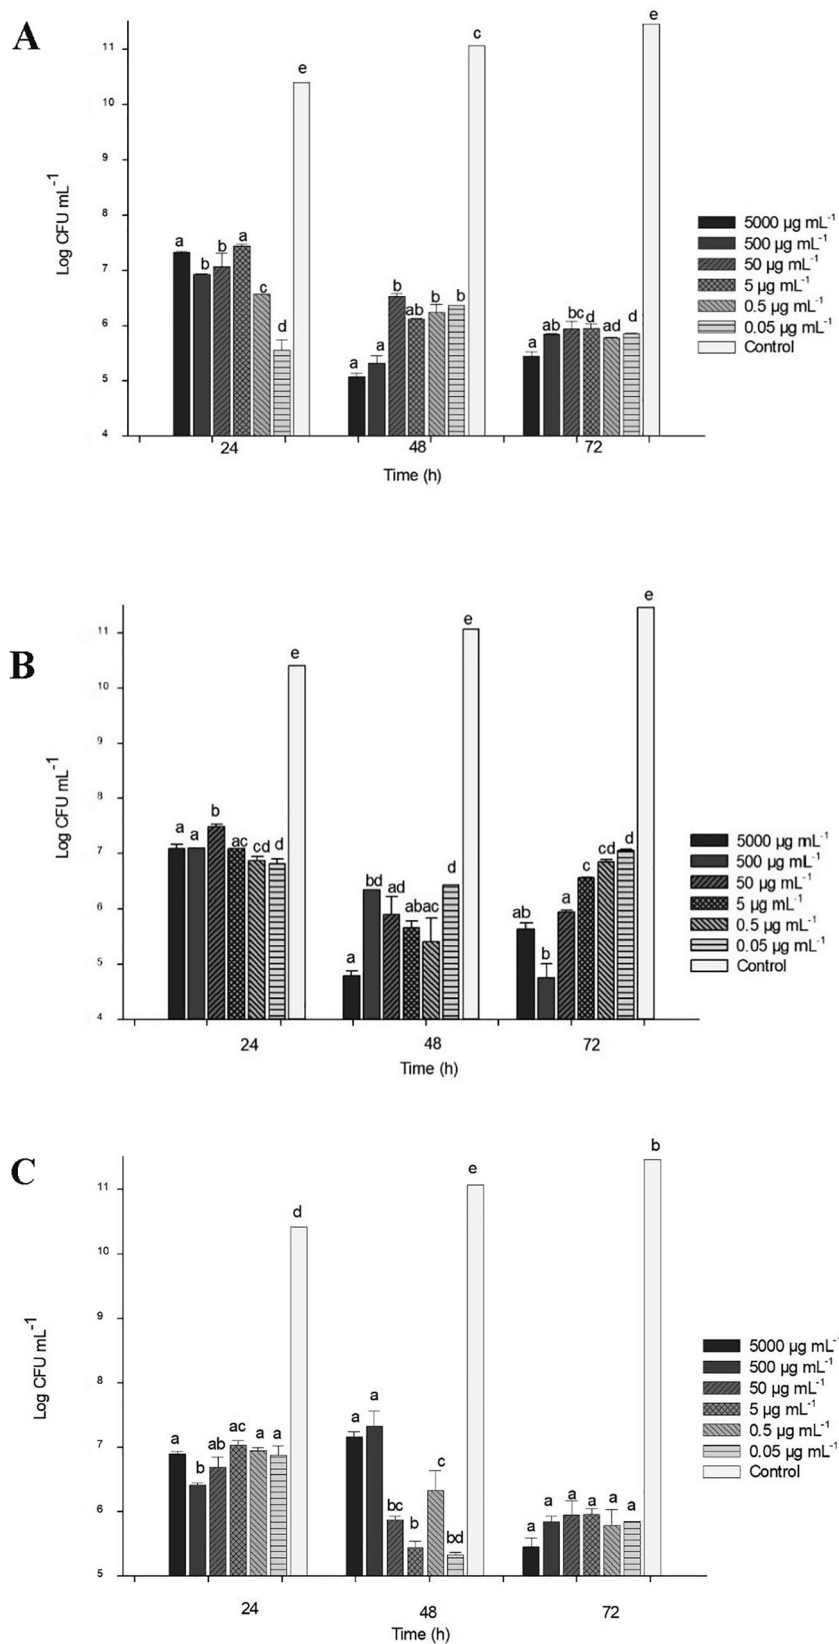 A
Log CFU mL-1
11
10
9
8
7
6
5
4
a b b a c d e
a a b ab b b c
a ab bc d ad d e
24 48 72
Time (h)
5000 µg mL-1
500 µg mL-1
50 µg mL-1
5 µg mL-1
0.5 µg mL-1
0.05 µg mL-1
Control
B
Log CFU mL-1
11
10
9
8
7
6
5
4
a a b ac cd d e
a bd ad abac d e
ab b a c cd d e
24 48 72
Time (h)
5000 µg mL-1
500 µg mL-1
50 µg mL-1
5 µg mL-1
0.5 µg mL-1
0.05 µg mL-1
Control
C
Log CFU mL-1
11
10
9
8
7
6
5
a b ab ac a a d
a a bc b c bd e
a a a a a a b
24 48 72
Time (h)
5000 µg mL-
500 µg mL-1
50 µg mL-1
5 µg mL-1
0.5 µg mL-1
0.05 µg mL-1
Control